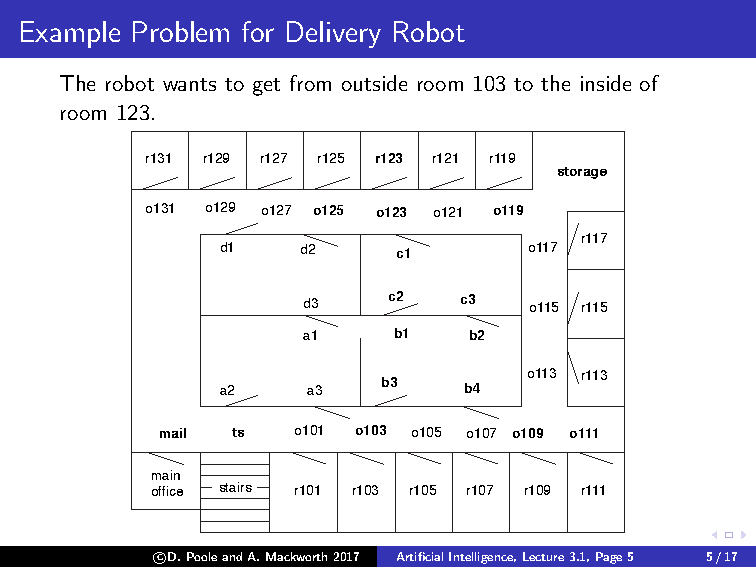 Example Problem for Delivery Robot
The robot wants to get from outside room 103 to the inside of
room 123.
r131 r129 r127 r125 r123 r121 r119
storage
o131 o129 o127 o125 o123 o121 o119
r117
d1 d2 c1 o117
d3 c2 c3 o115 r115
a1 b1 b2
o113 r113
a2 a3 b3 b4
mail ts o101 o103 o105 o107 o109 o111
main
office stairs r101 r103 r105 r107 r109 r111
©D. Poole and A. Mackworth 2017 Artificial Intelligence, Lecture 3.1, Page 5 5 / 17